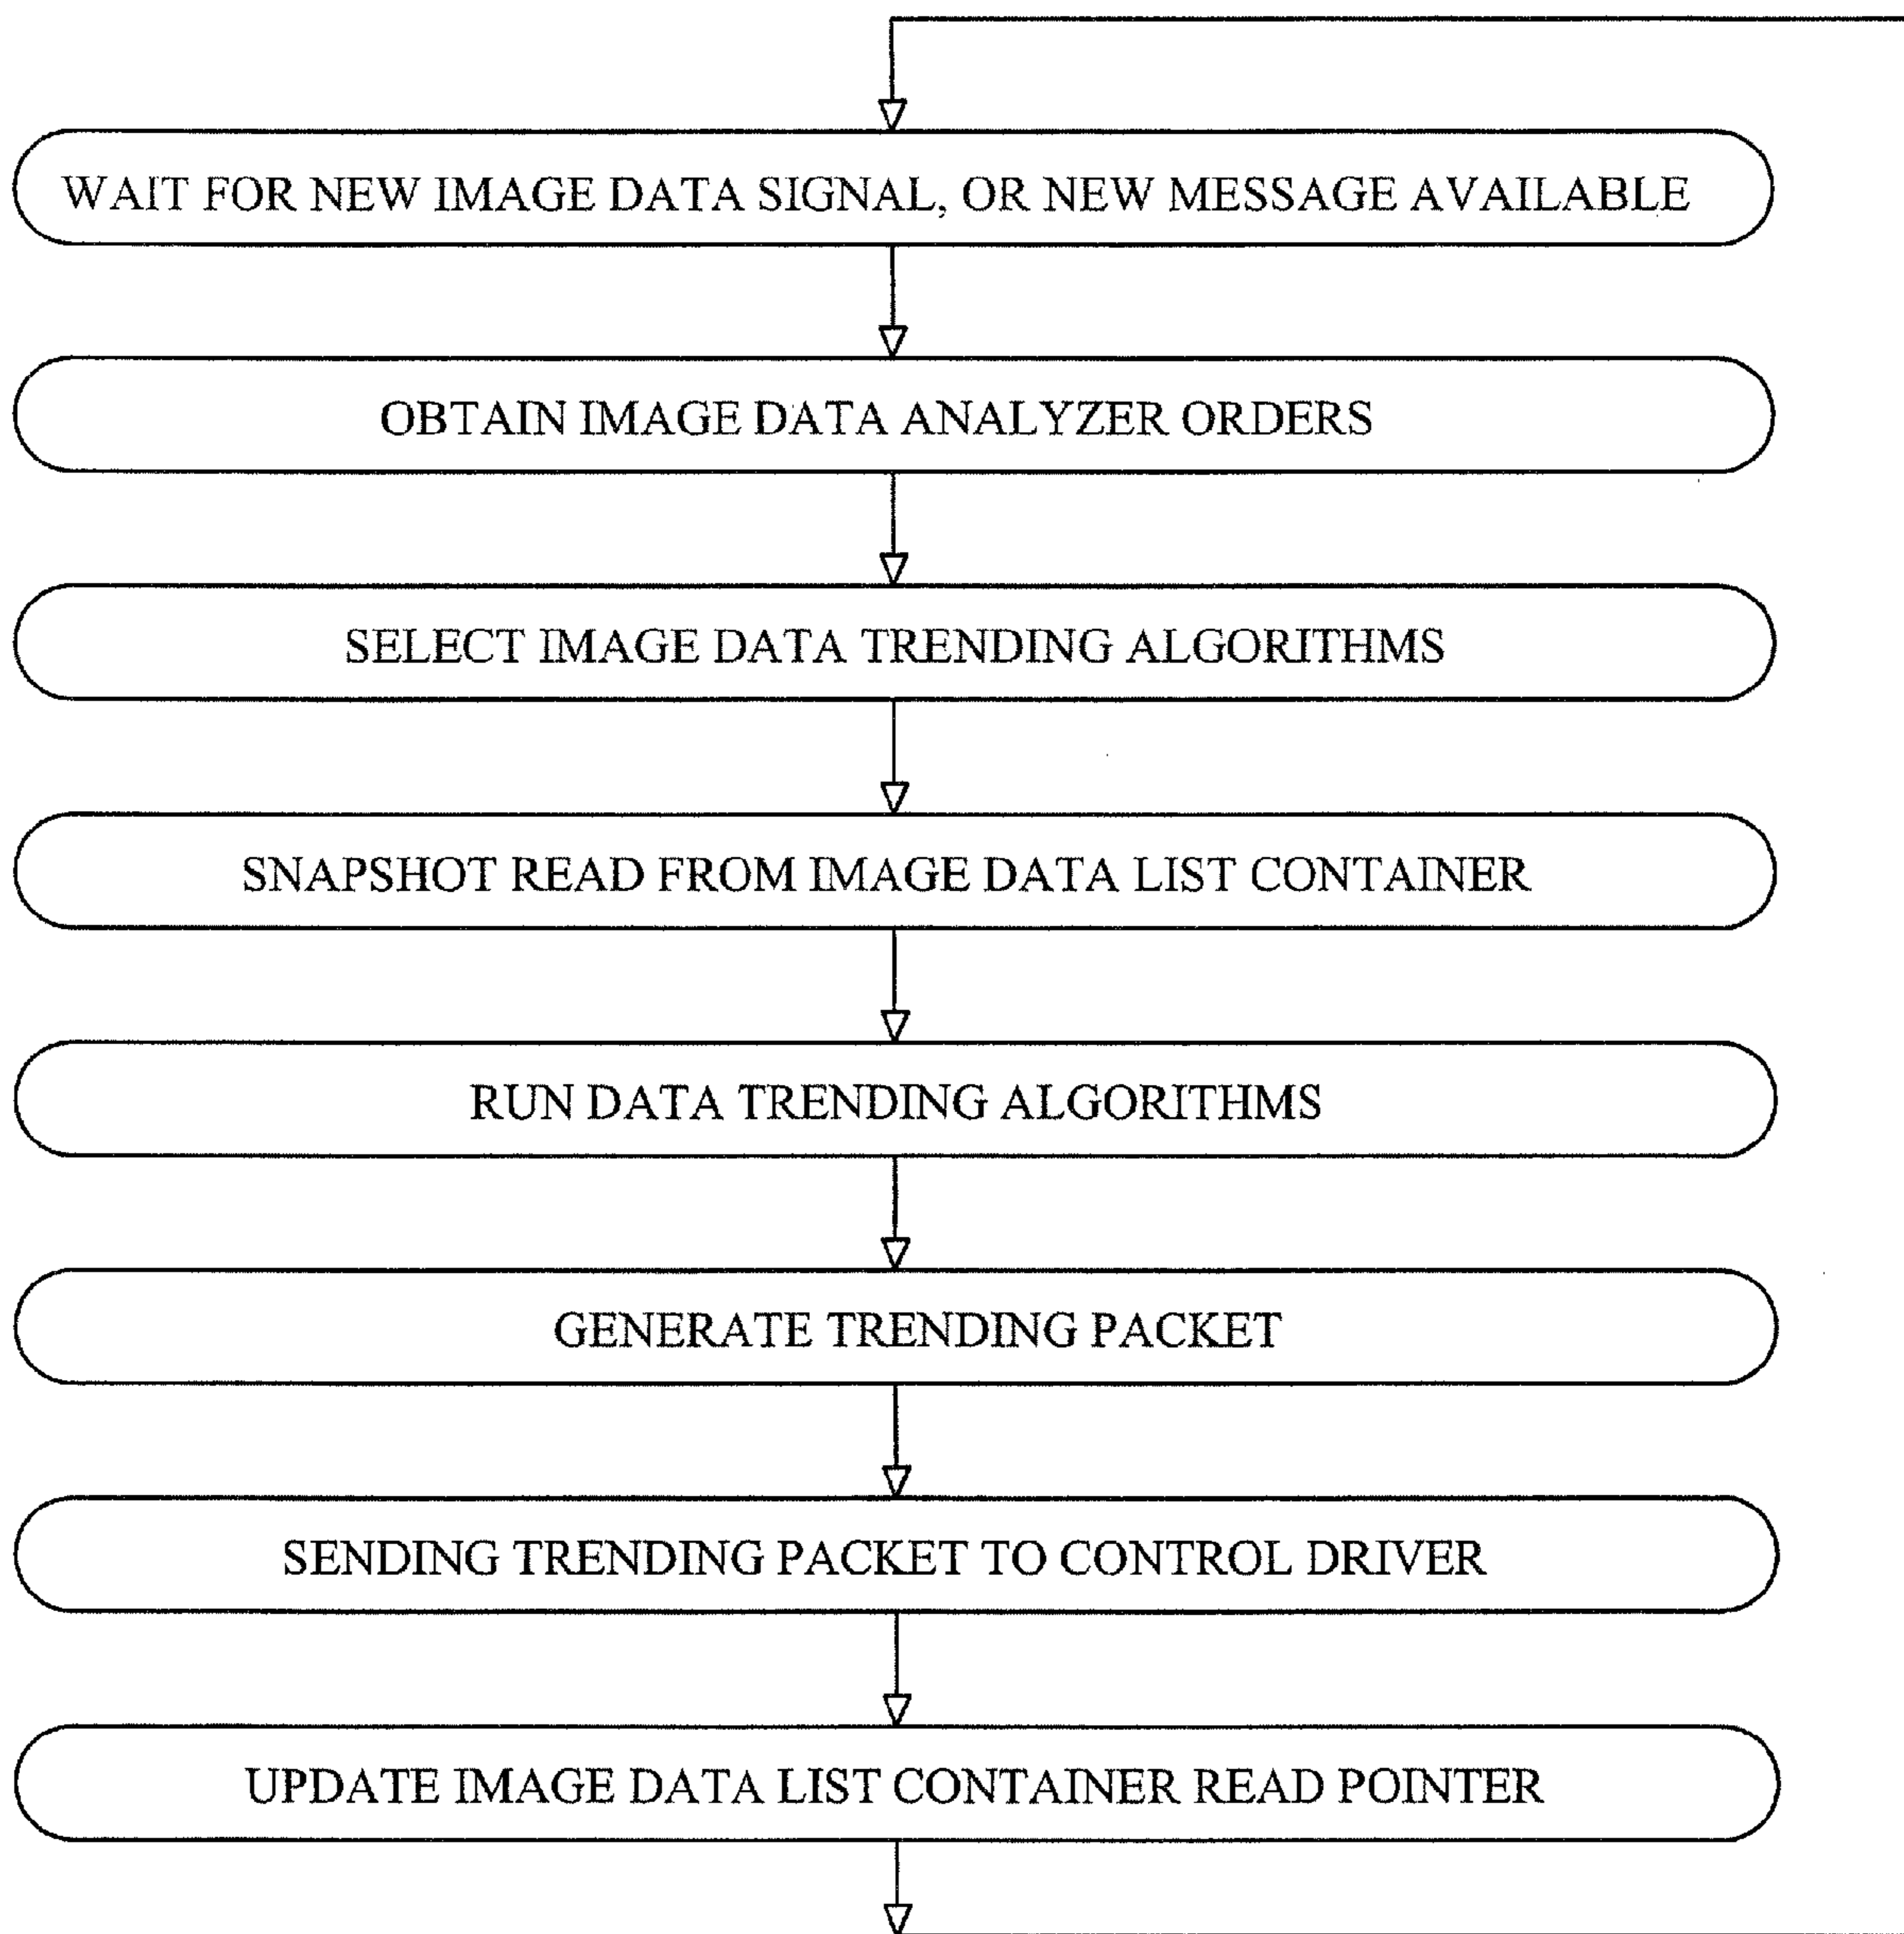 WAIT FOR NEW IMAGE DATA SIGNAL, OR NEW MESSAGE AVAILABLE
OBTAIN IMAGE DATA ANALYZER ORDERS
SELECT IMAGE DATA TRENDING ALGORITHMS
SNAPSHOT READ FROM IMAGE DATA LIST CONTAINER
RUN DATA TRENDING ALGORITHMS
GENERATE TRENDING PACKET
SENDING TRENDING PACKET TO CONTROL DRIVER
UPDATE IMAGE DATA LIST CONTAINER READ POINTER